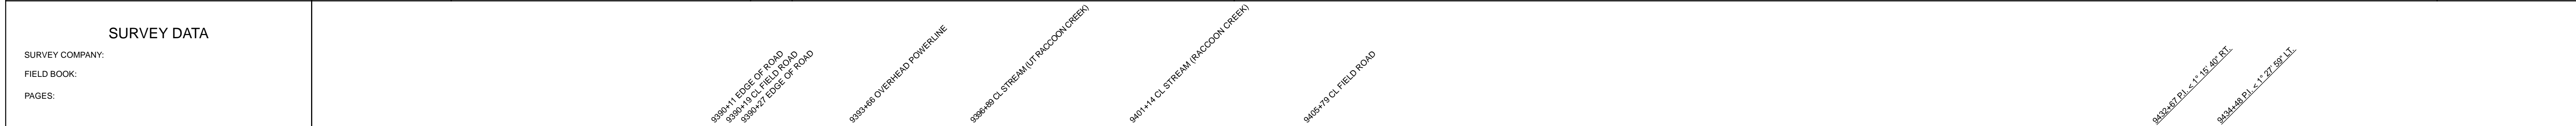 SURVEY DATA
SURVEY COMPANY:
FIELD BOOK:
PAGES:
9390+11 EDGE OF ROAD
9390+19 CL FIELD ROAD
9390+27 EDGE OF ROAD
9393+66 OVERHEAD POWERLINE
9396+89 CL STREAM (UT RACCOON CREEK)
9401+14 CL STREAM (RACCOON CREEK)
9405+79 CL FIELD ROAD
9432+67 P.I. < 1° 15' 40" RT.
9434+48 P.I. < 1° 27' 59" LT.